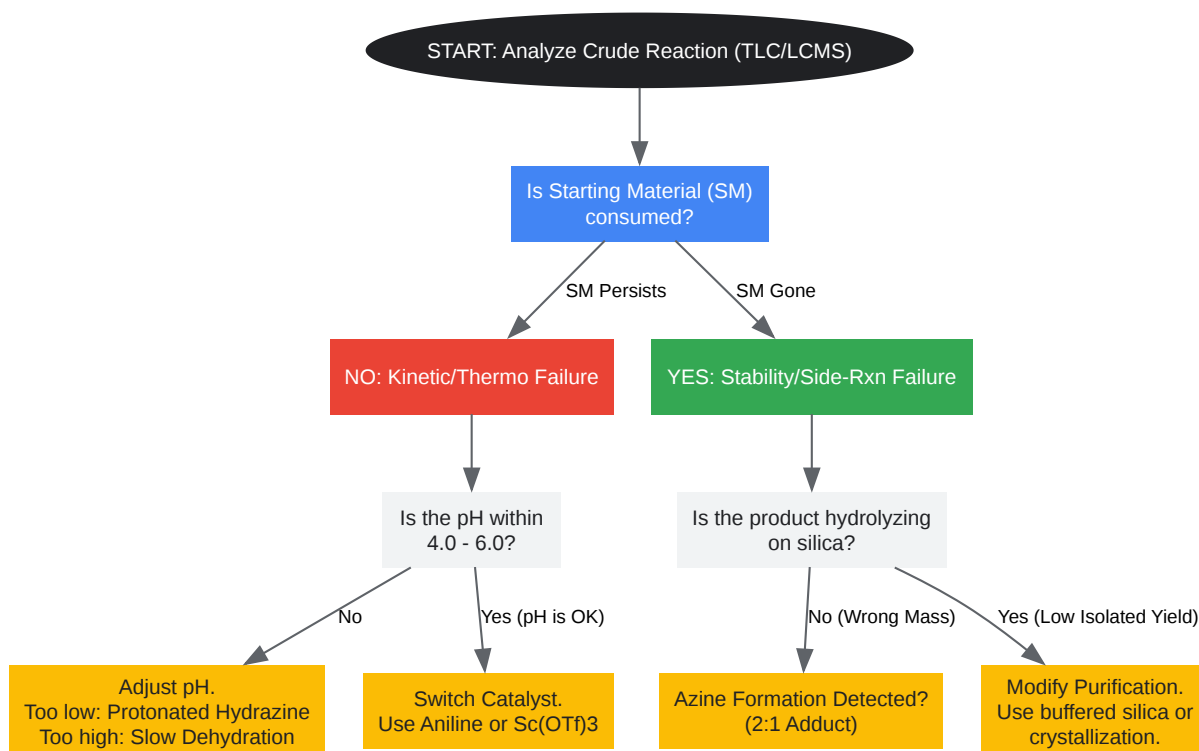 START: Analyze Crude Reaction (TLC/LCMS)
Is Starting Material (SM)
consumed?
SM Persists
SM Gone
NO: Kinetic/Thermo Failure
YES: Stability/Side-Rxn Failure
Is the pH within
4.0 - 6.0?
Is the product hydrolyzing
on silica?
No
Yes (pH is OK)
No (Wrong Mass)
Yes (Low Isolated Yield)
Adjust pH.
Too low: Protonated Hydrazine
Too high: Slow Dehydration
Switch Catalyst.
Use Aniline or Sc(OTf)3
Azine Formation Detected?
(2:1 Adduct)
Modify Purification.
Use buffered silica or
crystallization.